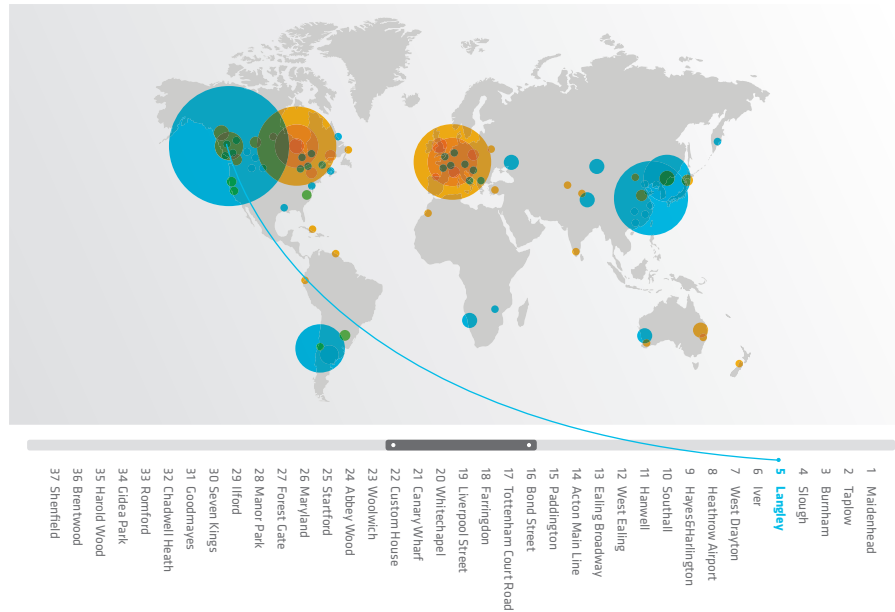 1 Maidenhead
2 Taplow
3 Burnham
4 Slough
5 Langley
6 Iver
7 West Drayton
8 Heathrow Airport
9 Hayes&Harlington
10 Southall
11 Hanwell
12 West Ealing
13 Ealing Broadway
14 Acton Main Line
15 Paddington
16 Bond Street
17 Tottenham Court Road
18 Farringdon
19 Liverpool Street
20 Whitechapel
21 Canary Wharf
22 Custom House
23 Woolwich
24 Abbey Wood
25 Startford
26 Maryland
27 Forest Gate
28 Manor Park
29 Ilford
30 Seven Kings
31 Goodmayes
32 Chadwell Heath
33 Romford
34 Gidea Park
35 Harold Wood
36 Brentwood
37 Shenfield